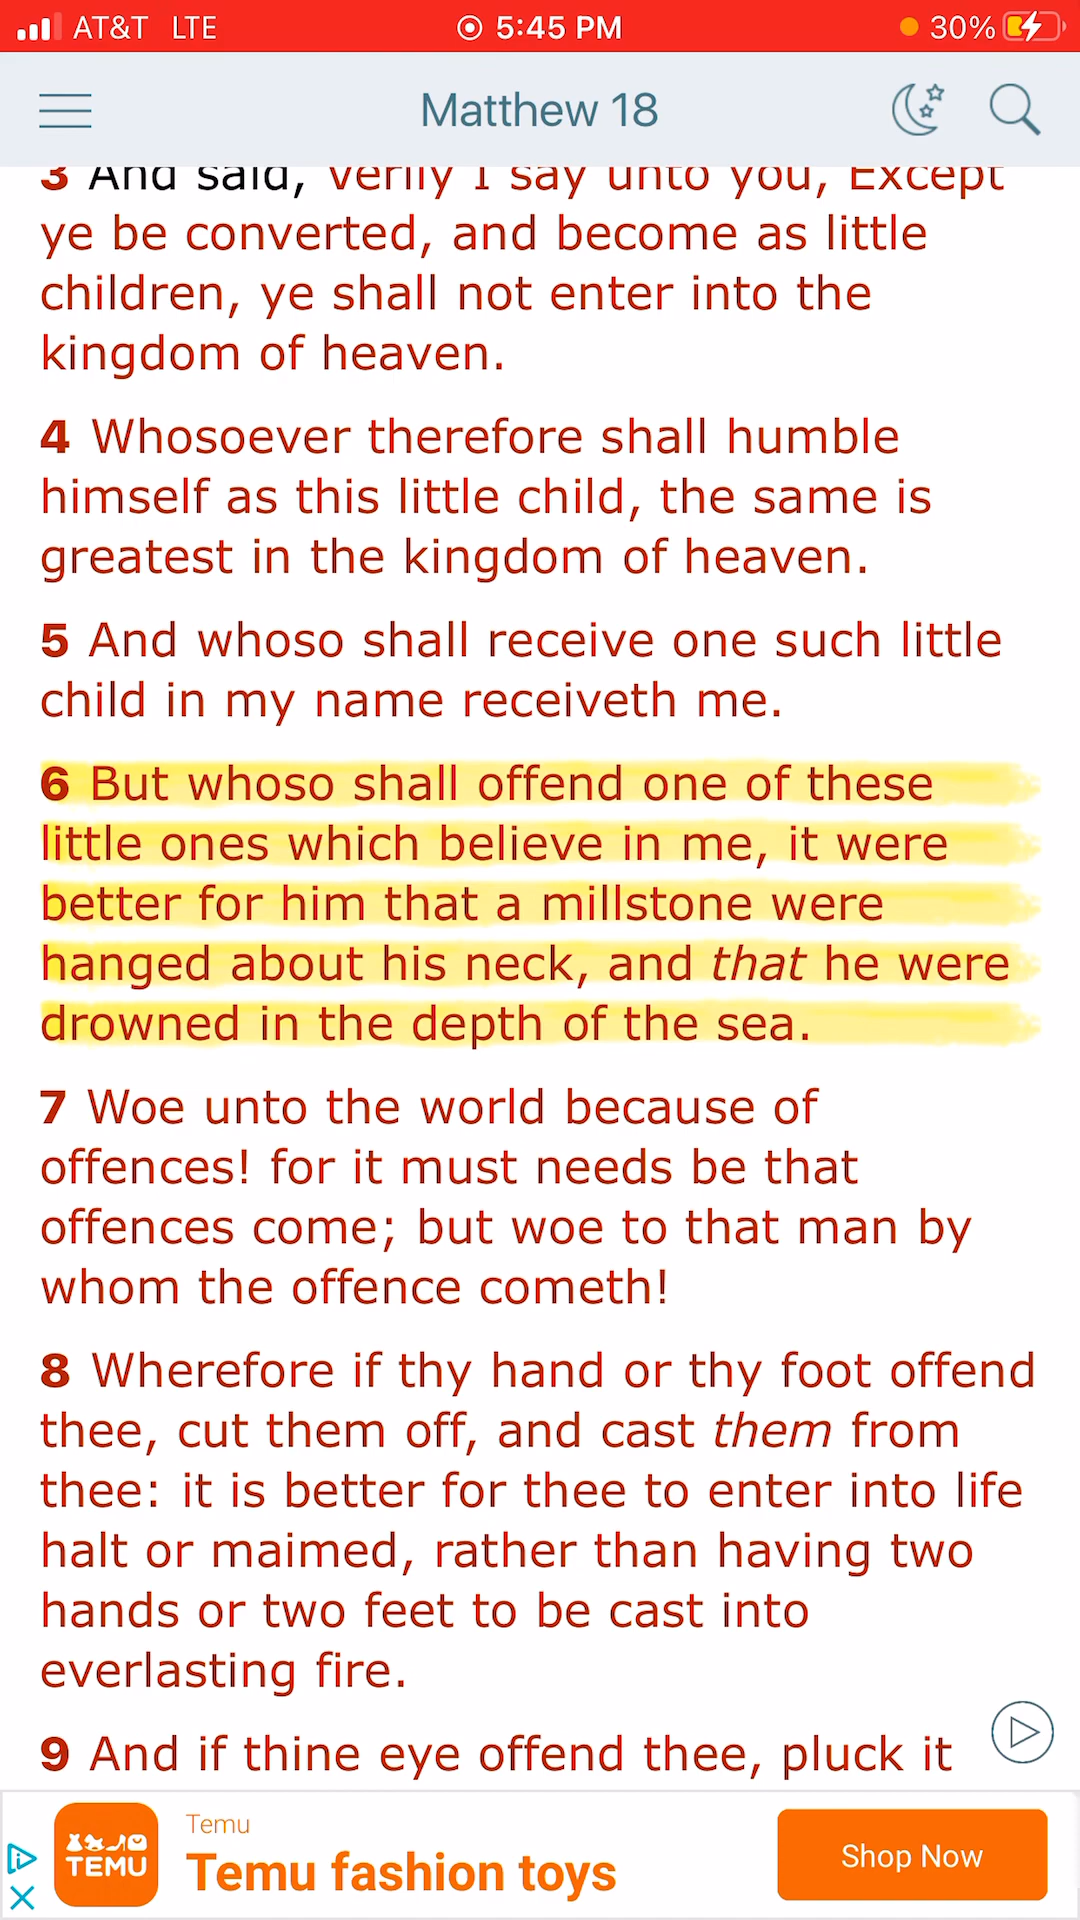 AT&T LTE 5:45 PM 30%
Matthew 18
3 And said, Verily I say unto you, Except
ye be converted, and become as little
children, ye shall not enter into the
kingdom of heaven.
4 Whosoever therefore shall humble
himself as this little child, the same is
greatest in the kingdom of heaven.
5 And whoso shall receive one such little
child in my name receiveth me.
6 But whoso shall offend one of these
little ones which believe in me, it were
better for him that a millstone were
hanged about his neck, and that he were
drowned in the depth of the sea.
7 Woe unto the world because of
offences! for it must needs be that
offences come; but woe to that man by
whom the offence cometh!
8 Wherefore if thy hand or thy foot offend
thee, cut them off, and cast them from
thee: it is better for thee to enter into life
halt or maimed, rather than having two
hands or two feet to be cast into
everlasting fire.
9 And if thine eye offend thee, pluck it
TEMU
Temu
Temu fashion toys
Shop Now